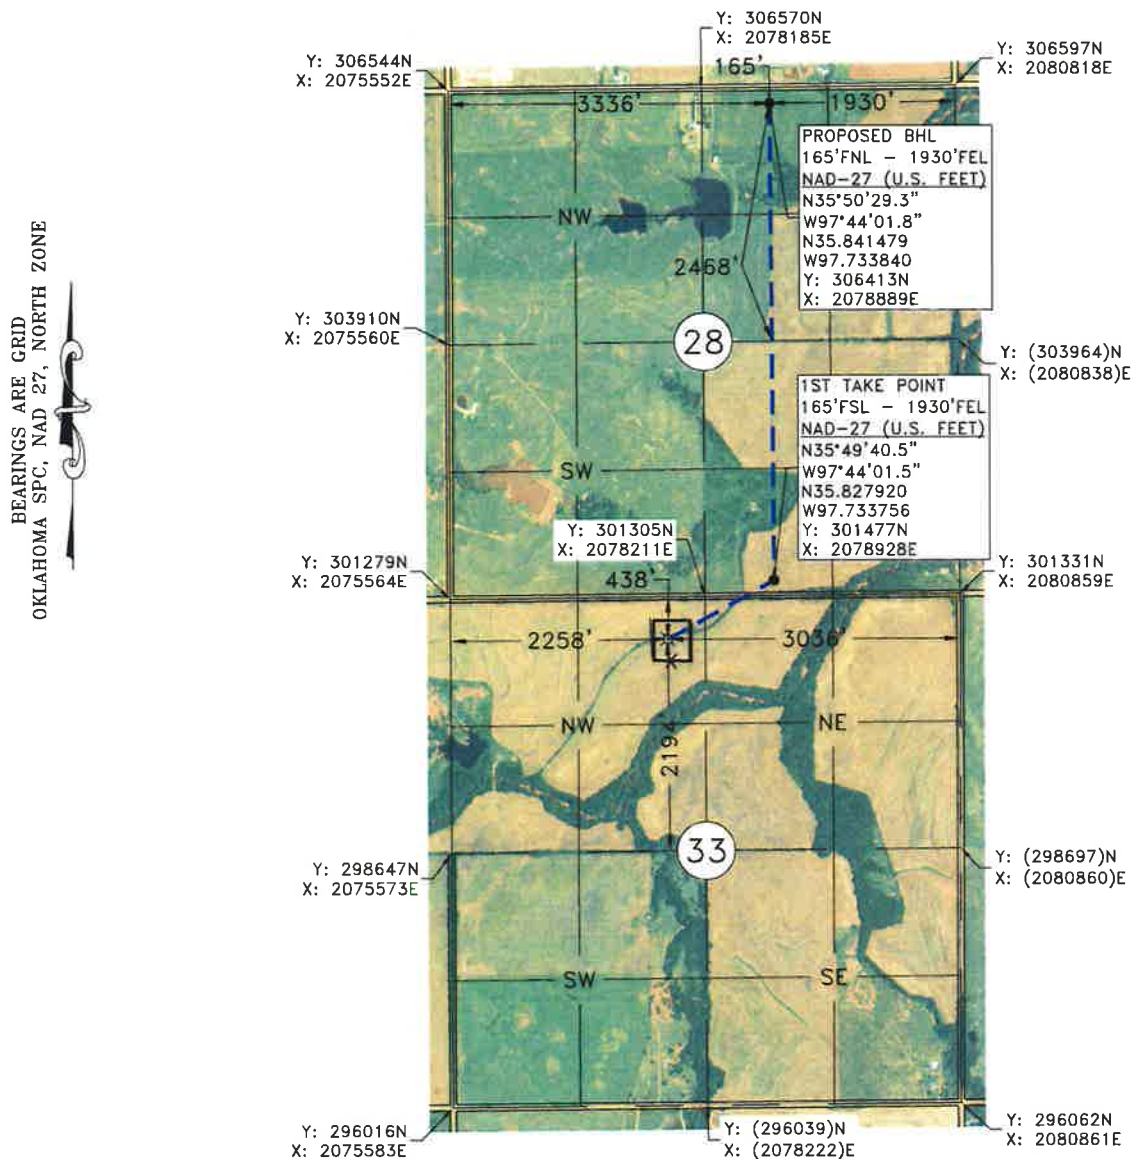 Y: 306570N
X: 2078185E
Y: 306544N
X: 2075552E
Y: 306597N
X: 2080818E
165'
3336'
1930'
PROPOSED BHL
165'FNL - 1930'FEL
NAD-27 (U.S. FEET)
N35°50'29.3"
W97°44'01.8"
N35.841479
W97.733840
Y: 306413N
X: 2078889E
NW
2468'
BEARINGS ARE GRID
OKLAHOMA SPC, NAD 27, NORTH ZONE
Y: 303910N
X: 2075560E
28
Y: (303964)N
X: (2080838)E
1ST TAKE POINT
165'FSL - 1930'FEL
NAD-27 (U.S. FEET)
N35°49'40.5"
W97°44'01.5"
N35.827920
W97.733756
Y: 301477N
X: 2078928E
SW
Y: 301305N
X: 2078211E
Y: 301279N
X: 2075564E
438'
Y: 301331N
X: 2080859E
2258'
3036'
NW
NE
2194'
33
Y: 298647N
X: 2075573E
Y: (298697)N
X: (2080860)E
SW
SE
Y: 296016N
X: 2075583E
Y: (296039)N
X: (2078222)E
Y: 296062N
X: 2080861E